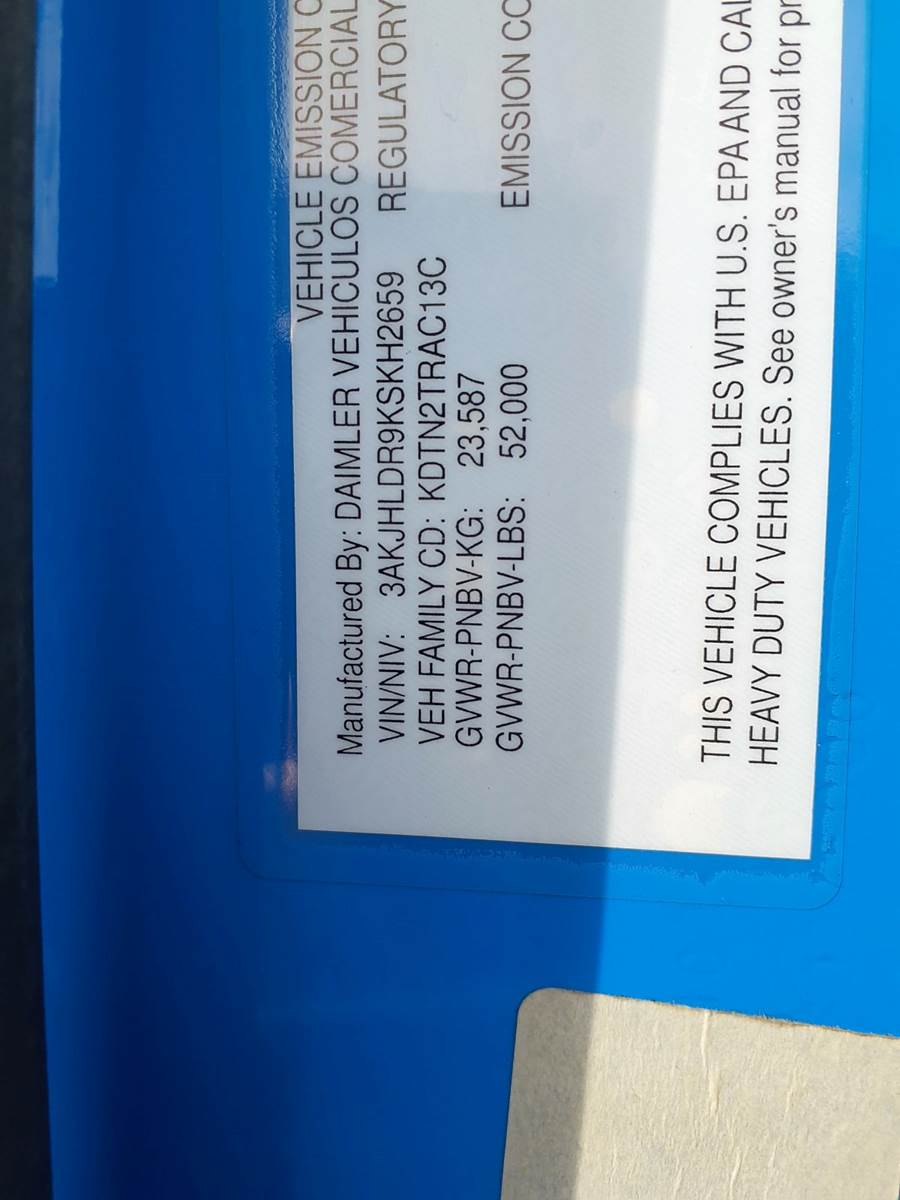 VEHICLE EMISSION
Manufactured By: DAIMLER VEHICULOS COMERCIAL
VIN/NIV: 3AKJHLDR9KSKH2659 REGULATORY
VEH FAMILY CD: KDTN2TRAC13C
GVWR-PNBV-KG: 23,587
GVWR-PNBV-LBS: 52,000 EMISSION CO
THIS VEHICLE COMPLIES WITH U.S. EPA AND CAL
HEAVY DUTY VEHICLES. See owner's manual for pr